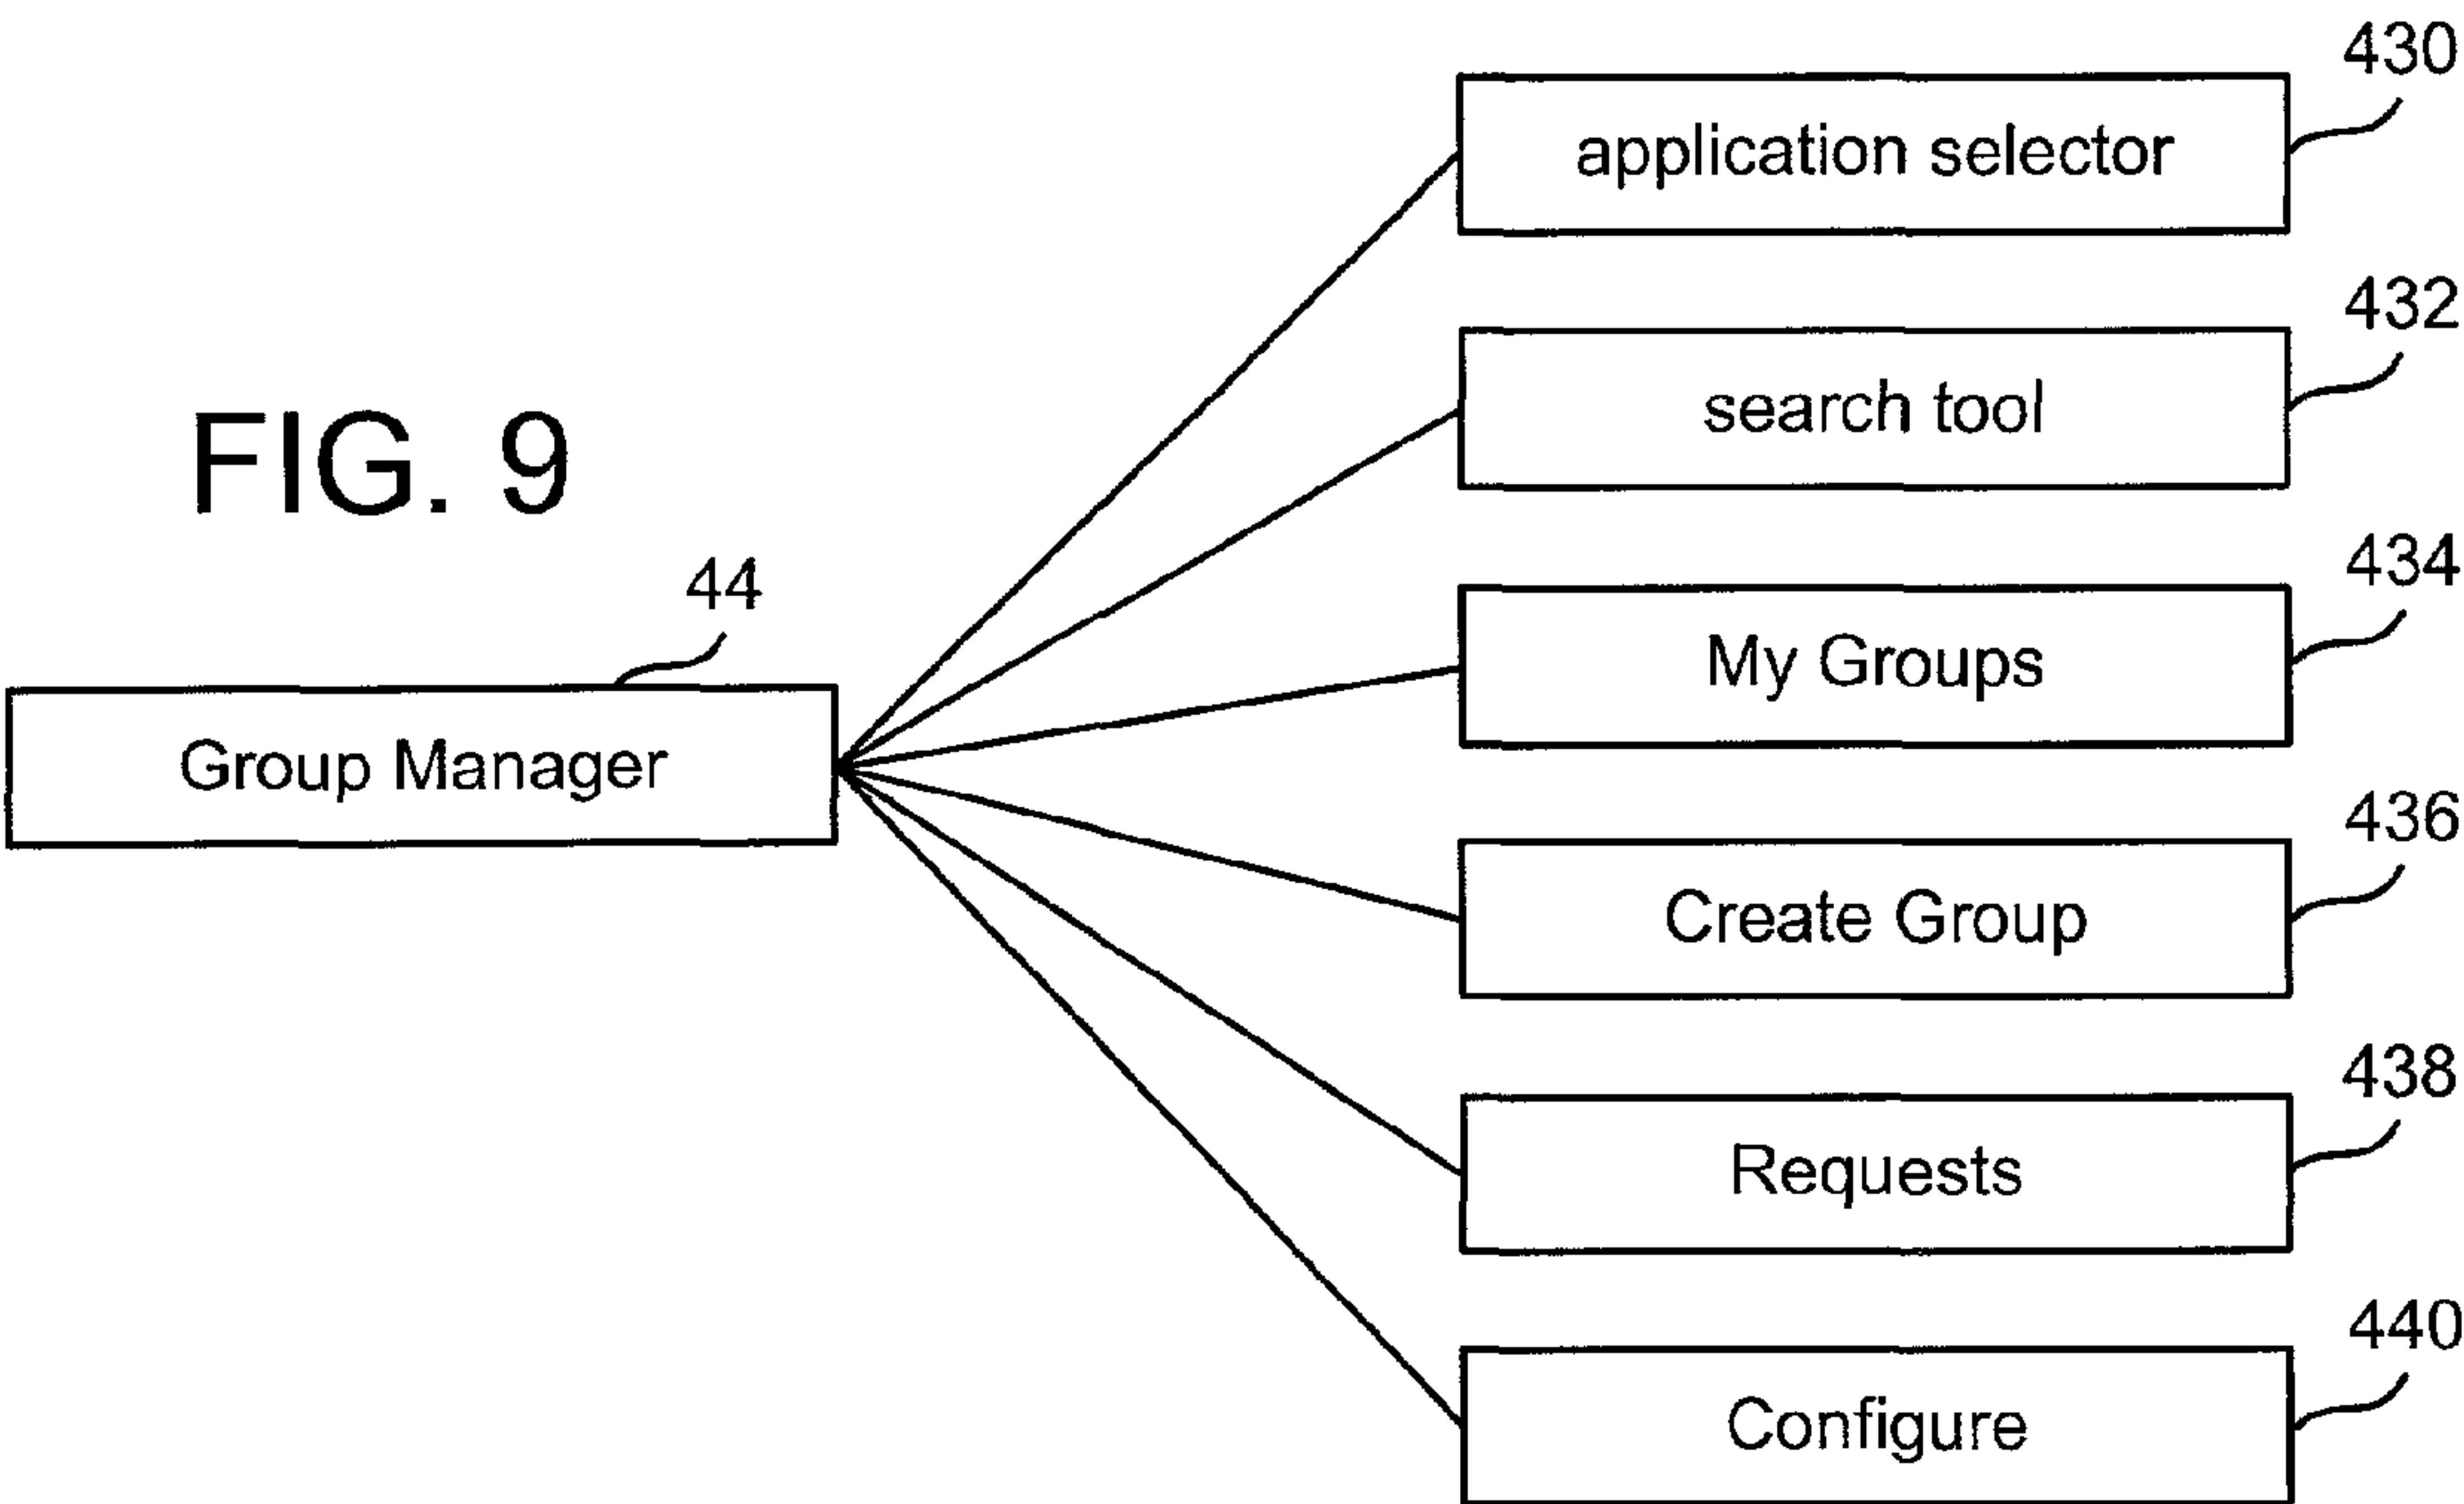 430
application selector
432
search tool
FIG. 9
434
My Groups
44
Group Manager
436
Create Group
438
Requests
440
Configure